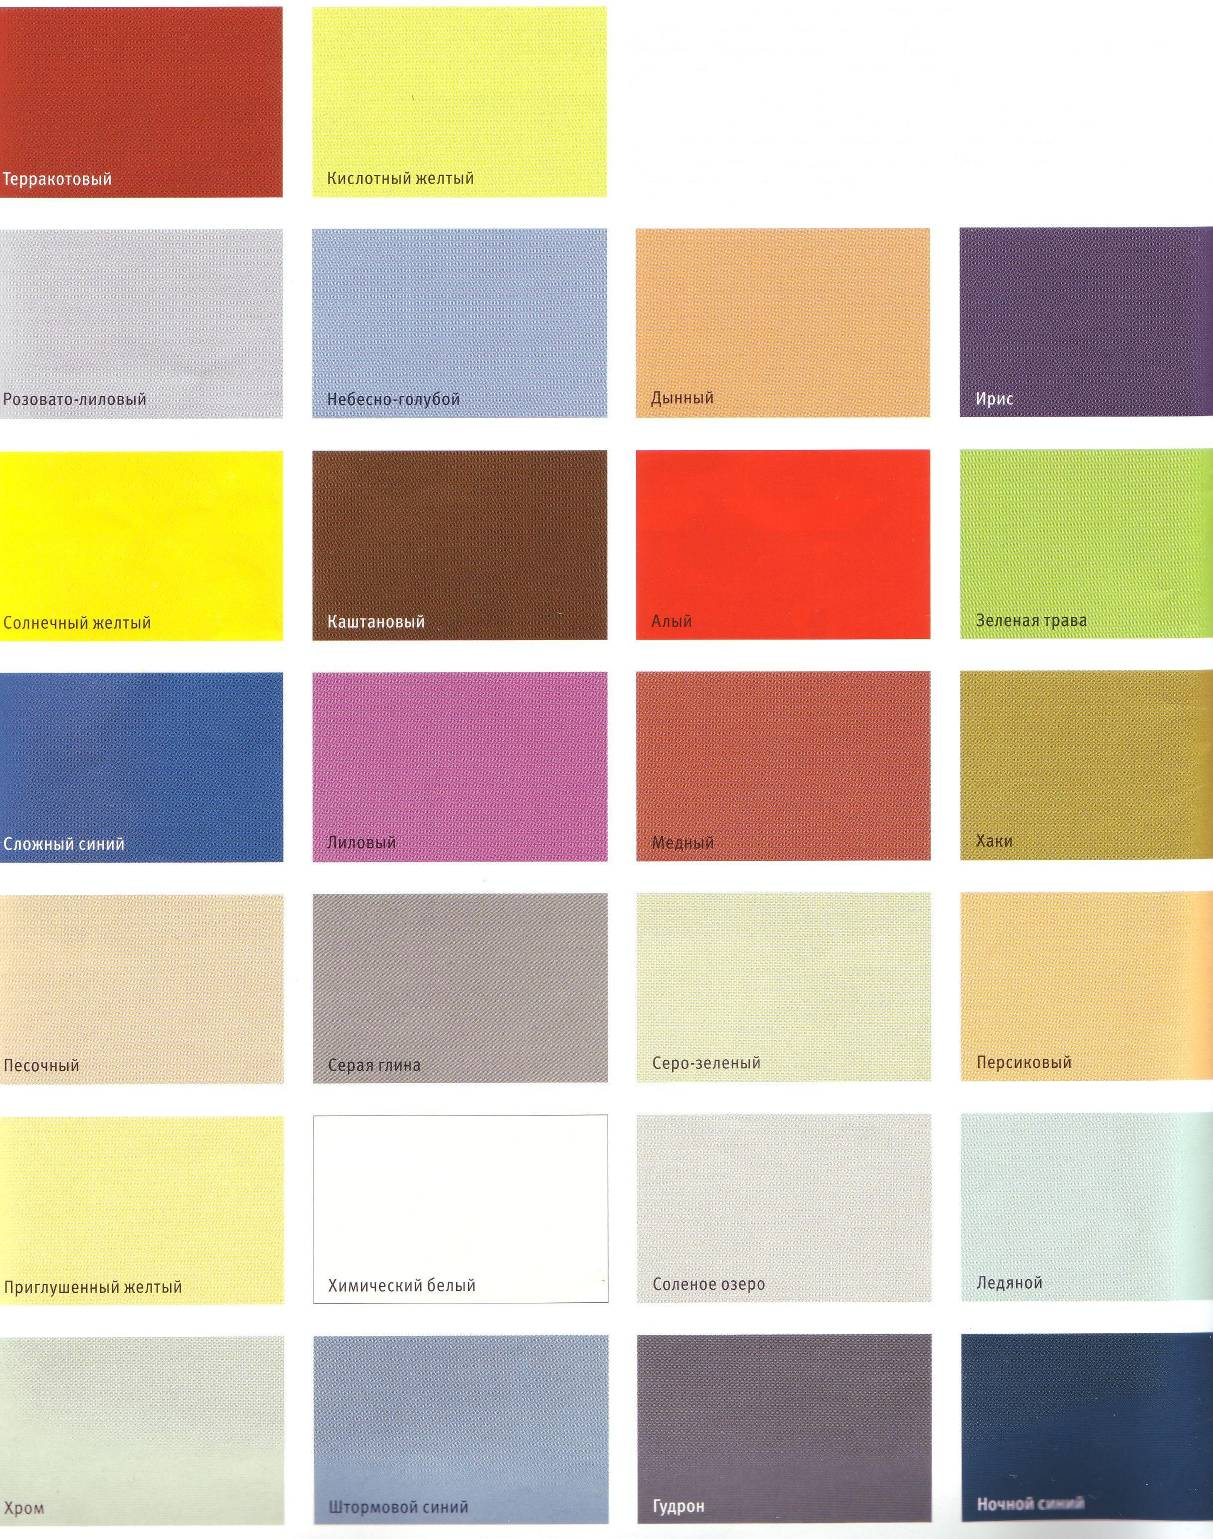 Терракотовый
Кислотный желтый
Розовато-лиловый
Небесно-голубой
Дынный
Ирис
Солнечный желтый
Каштановый
Алый
Зеленая трава
Сложный синий
Лиловый
Медный
Хаки
Песочный
Серая глина
Серо-зеленый
Персиковый
Приглушенный желтый
Химический белый
Соленое озеро
Ледяной
Хром
Штормовой синий
Гудрон
Ночной синий